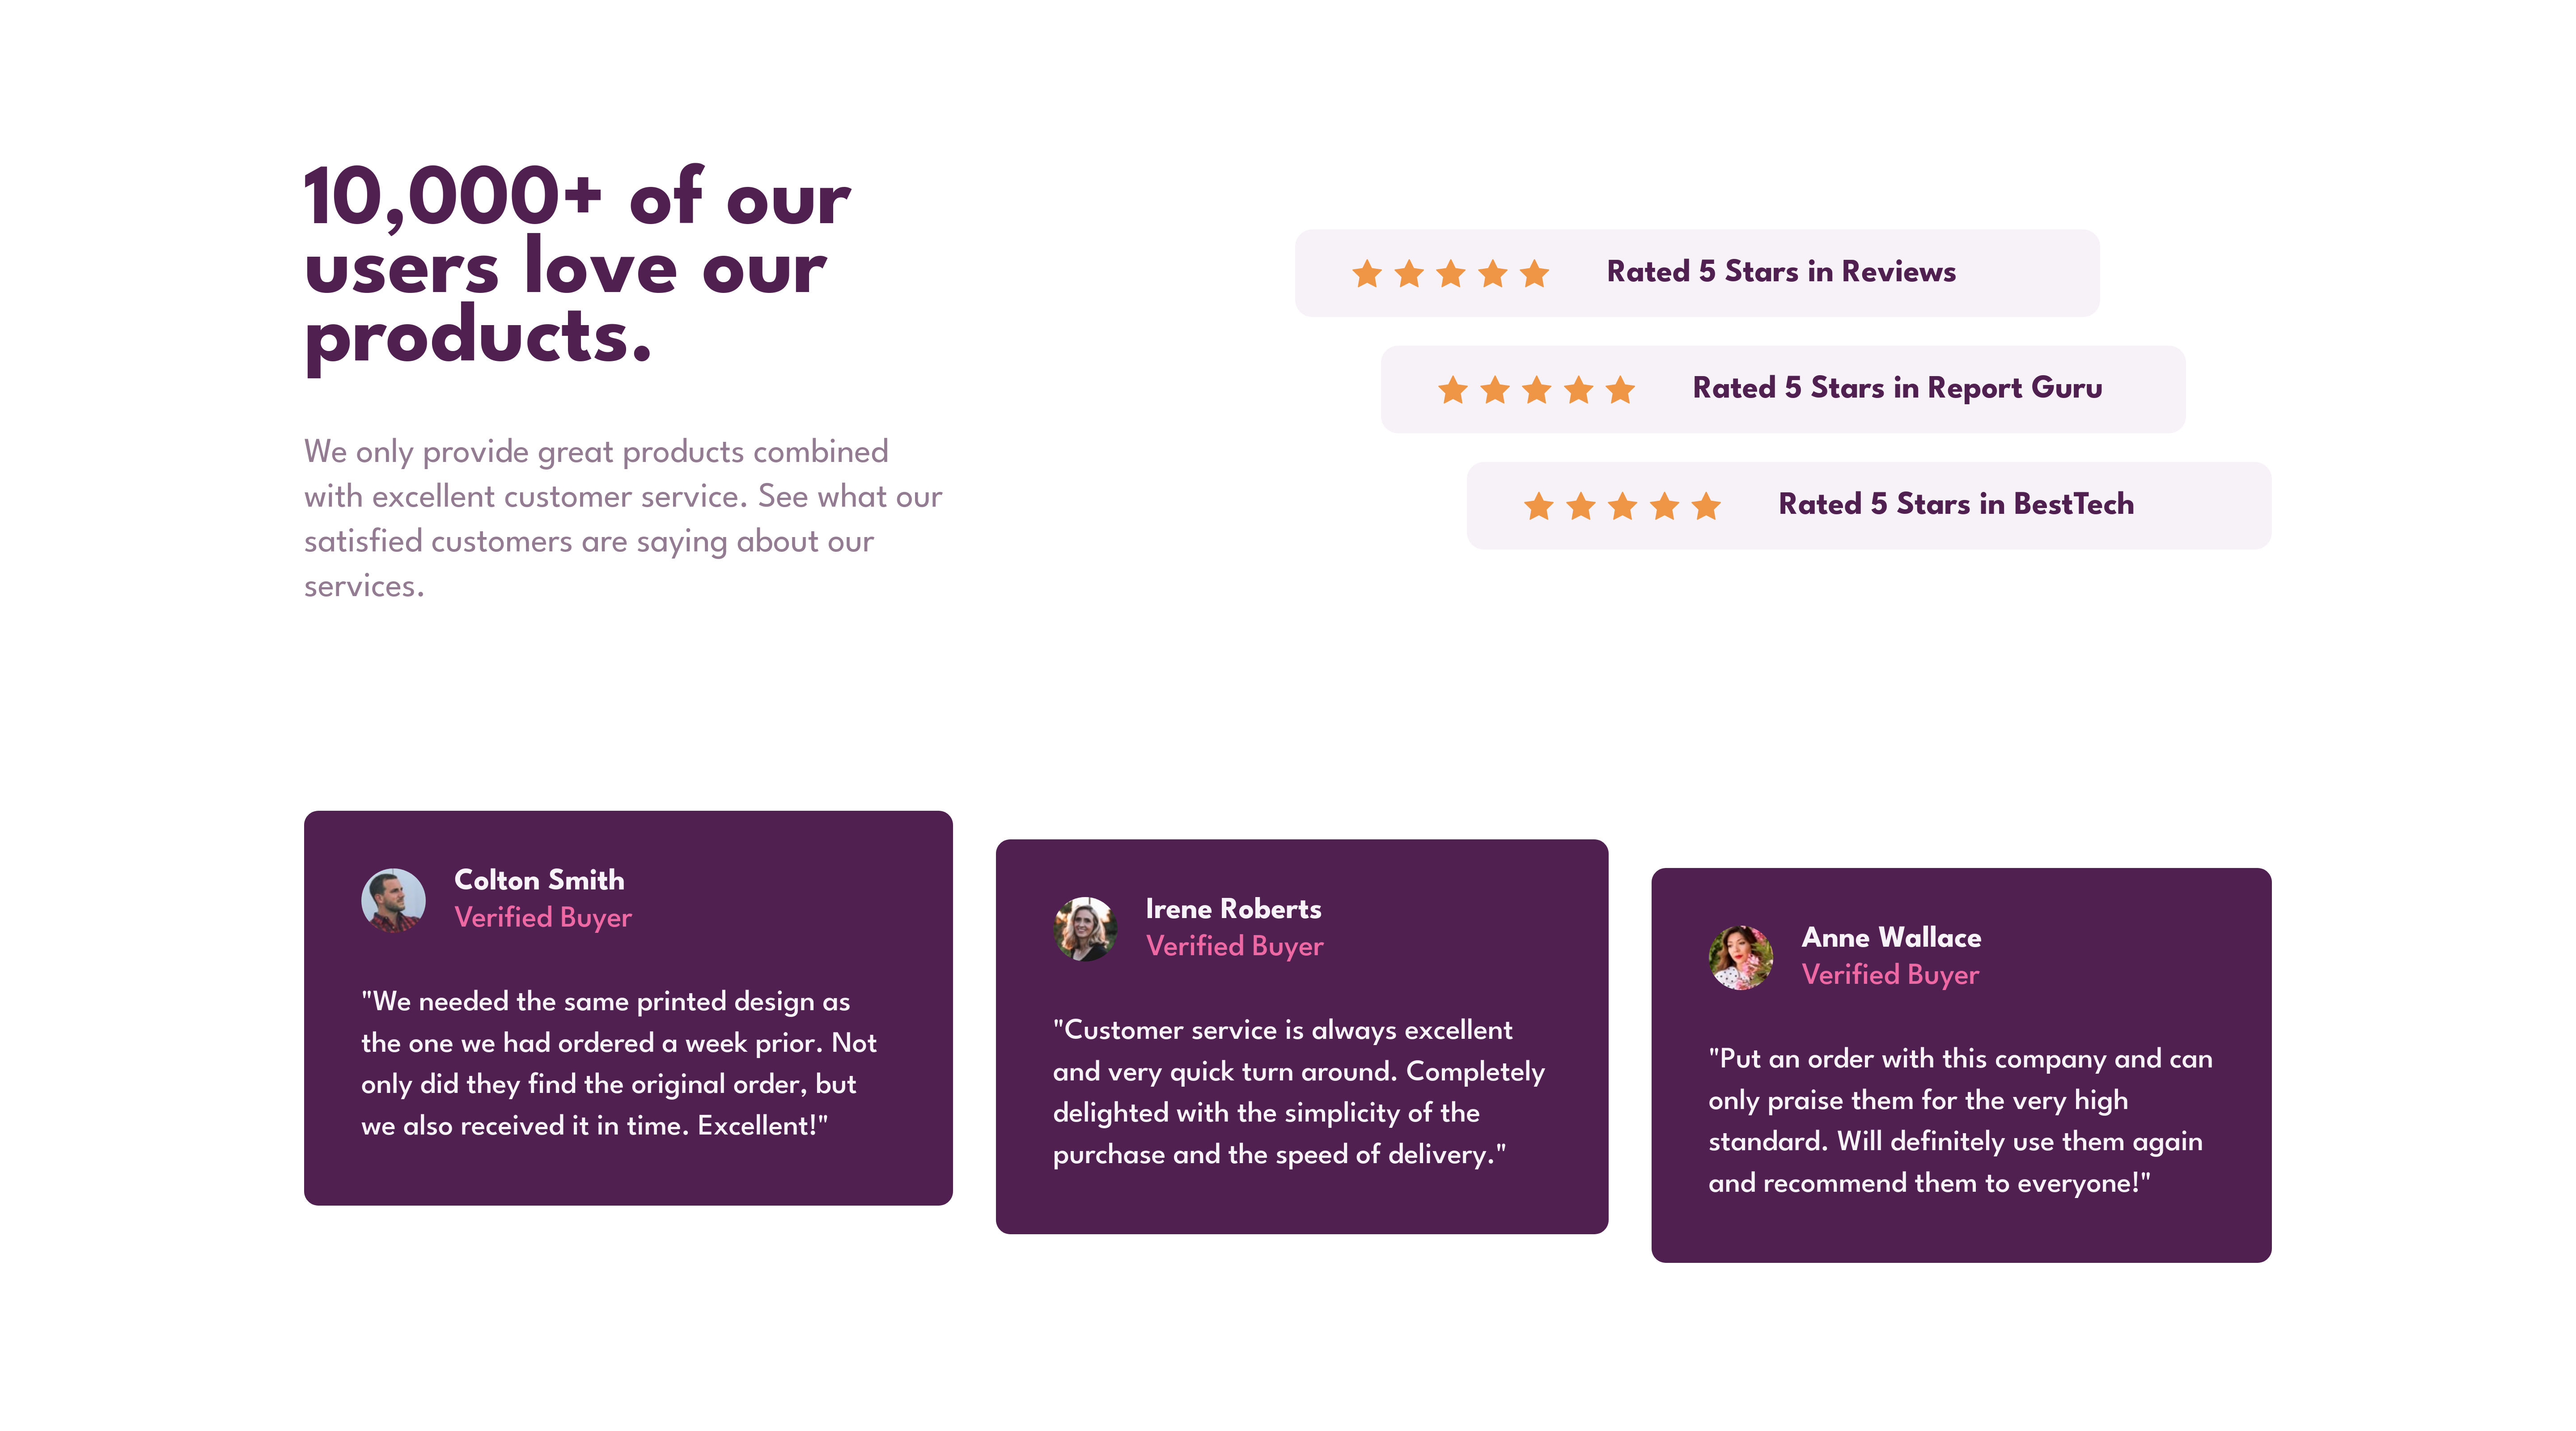 10,000+ of our
users love our
products.
We only provide great products combined
with excellent customer service. See what our
satisfied customers are saying about our
services.
Rated 5 Stars in Reviews
Rated 5 Stars in Report Guru
Rated 5 Stars in BestTech
Colton Smith
Verified Buyer
"We needed the same printed design as
the one we had ordered a week prior. Not
only did they find the original order, but
we also received it in time. Excellent!"
Irene Roberts
Verified Buyer
"Customer service is always excellent
and very quick turn around. Completely
delighted with the simplicity of the
purchase and the speed of delivery."
Anne Wallace
Verified Buyer
"Put an order with this company and can
only praise them for the very high
standard. Will definitely use them again
and recommend them to everyone!"